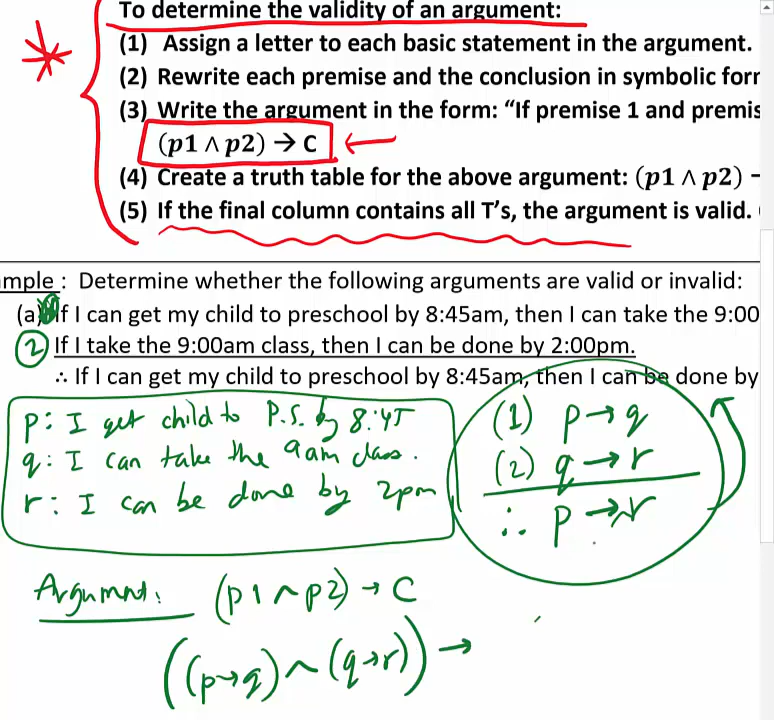 To determine the validity of an argument:
(1) Assign a letter to each basic statement in the argument.
(2) Rewrite each premise and the conclusion in symbolic for
(3) Write the argument in the form: “If premise 1 and premis
(p1 ∧ p2) → C
(4) Create a truth table for the above argument: (p1 ∧ p2) -
(5) If the final column contains all T’s, the argument is valid.
mple : Determine whether the following arguments are valid or invalid:
(a) If I can get my child to preschool by 8:45am, then I can take the 9:00
2 If I take the 9:00am class, then I can be done by 2:00pm.
∴ If I can get my child to preschool by 8:45am, then I can be done by
p: I get child to P.S. by 8:45
q: I can take the 9am class.
r: I can be done by 2pm
(1) p→q
(2) q→r
∴ p→r
Argument: (p1 ∧ p2) → C
((p→q) ∧ (q→r)) →